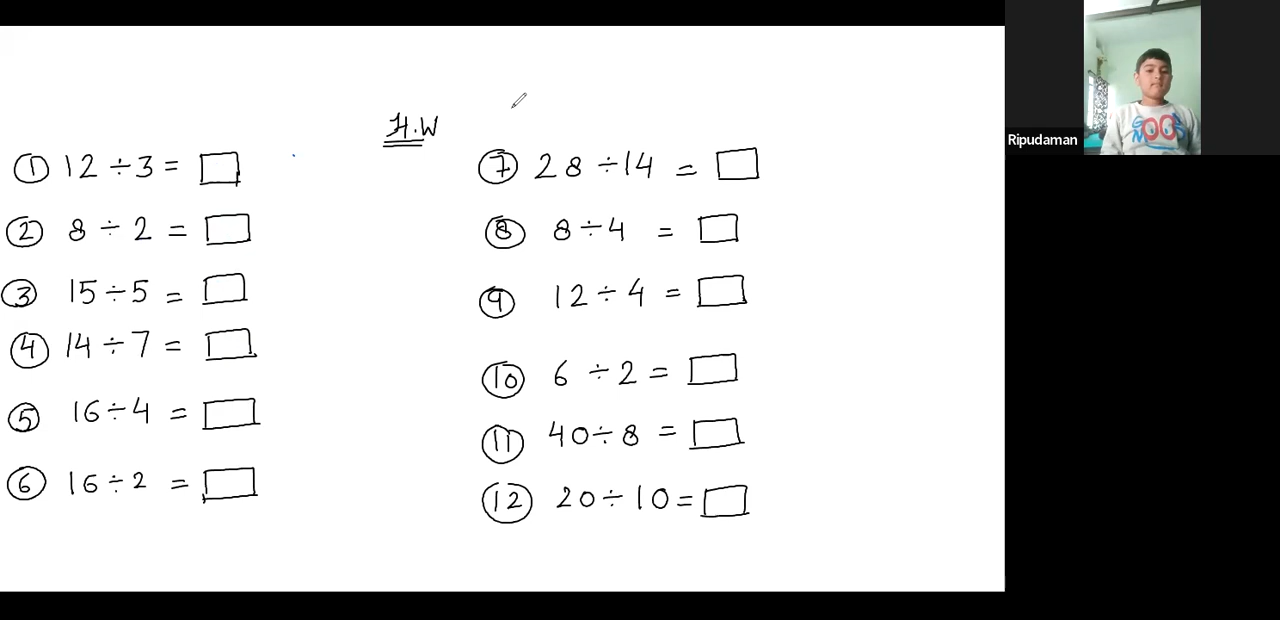 H.W
① 12 ÷ 3 = □
② 8 ÷ 2 = □
③ 15 ÷ 5 = □
④ 14 ÷ 7 = □
⑤ 16 ÷ 4 = □
⑥ 16 ÷ 2 = □
⑦ 28 ÷ 14 = □
⑧ 8 ÷ 4 = □
⑨ 12 ÷ 4 = □
⑩ 6 ÷ 2 = □
⑪ 40 ÷ 8 = □
⑫ 20 ÷ 10 = □
Ripudaman